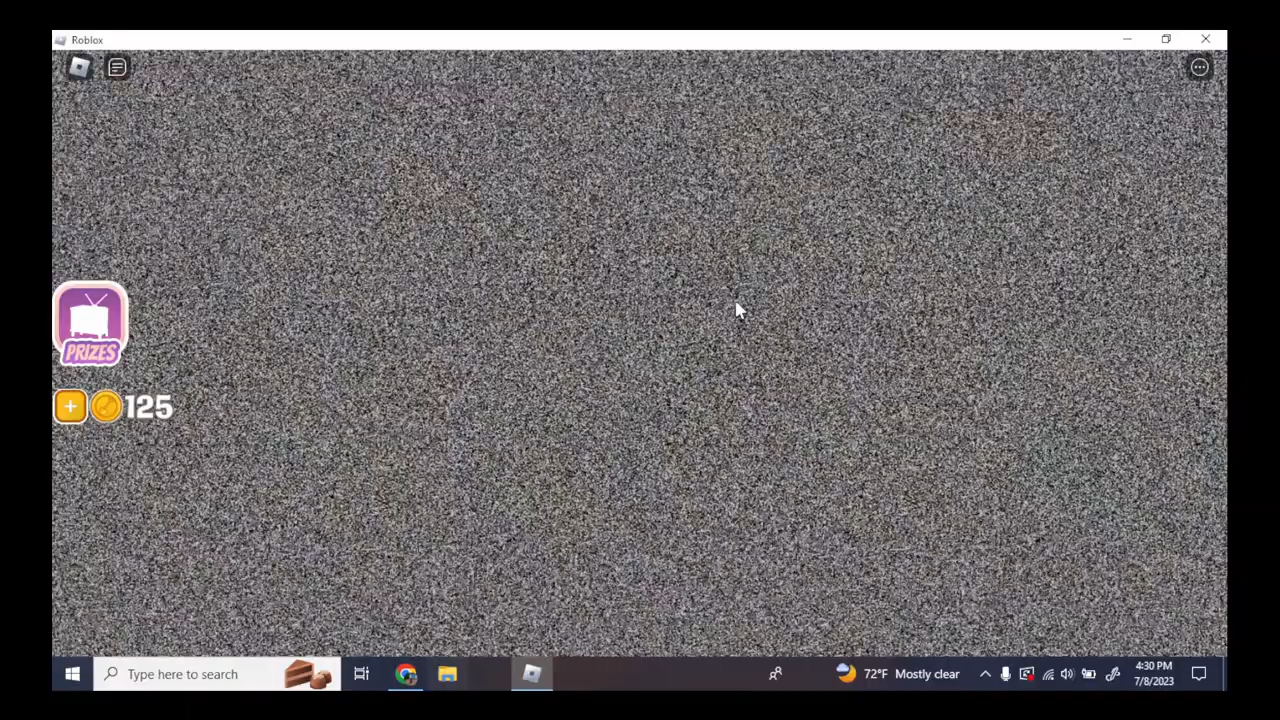 Roblox
PRIZES
125
Type here to search
72°F Mostly clear
4:30 PM
7/8/2023